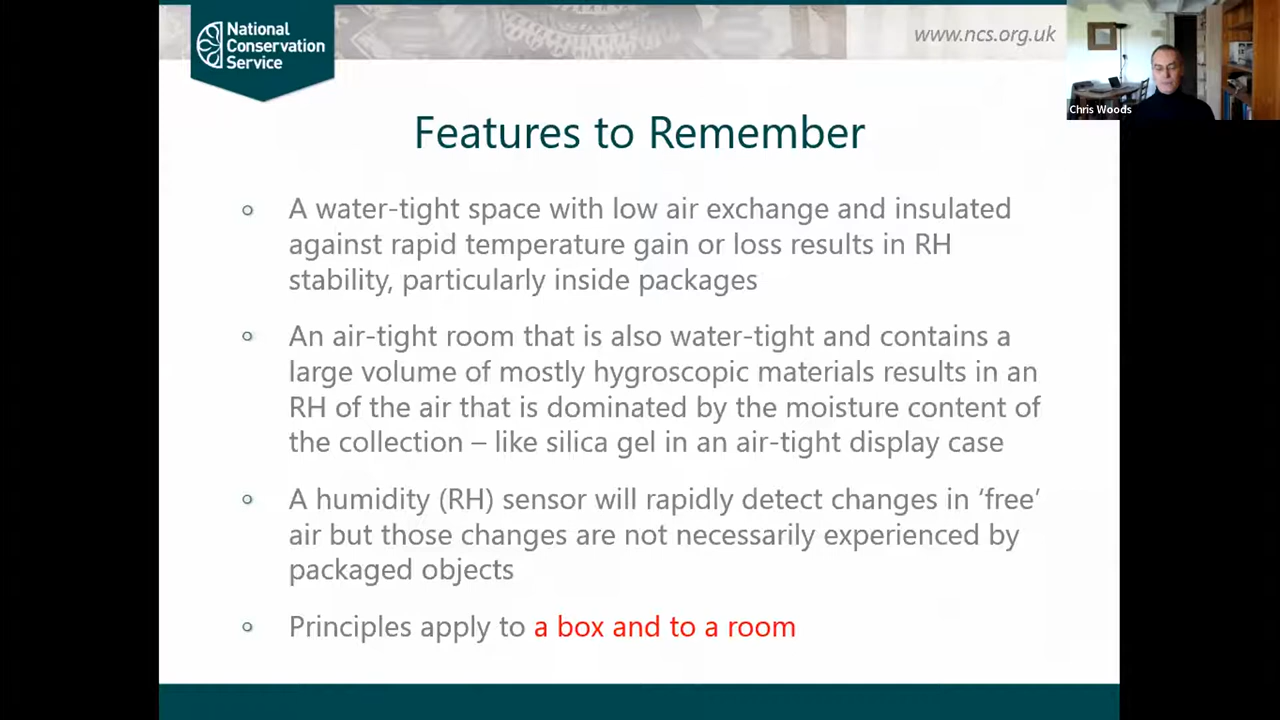 National
Conservation
Service
www.ncs.org.uk
Chris Woods
Features to Remember
A water-tight space with low air exchange and insulated
against rapid temperature gain or loss results in RH
stability, particularly inside packages
An air-tight room that is also water-tight and contains a
large volume of mostly hygroscopic materials results in an
RH of the air that is dominated by the moisture content of
the collection – like silica gel in an air-tight display case
A humidity (RH) sensor will rapidly detect changes in ‘free’
air but those changes are not necessarily experienced by
packaged objects
Principles apply to a box and to a room